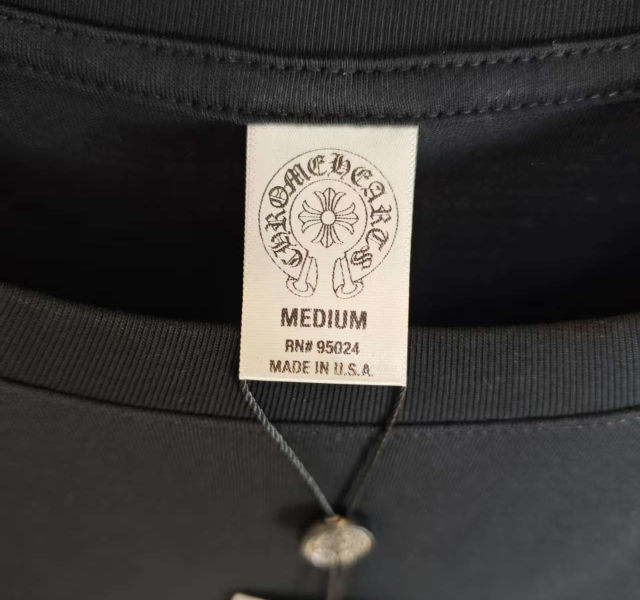 CHROME HEARTS
MEDIUM
RN# 95024
MADE IN U.S.A.